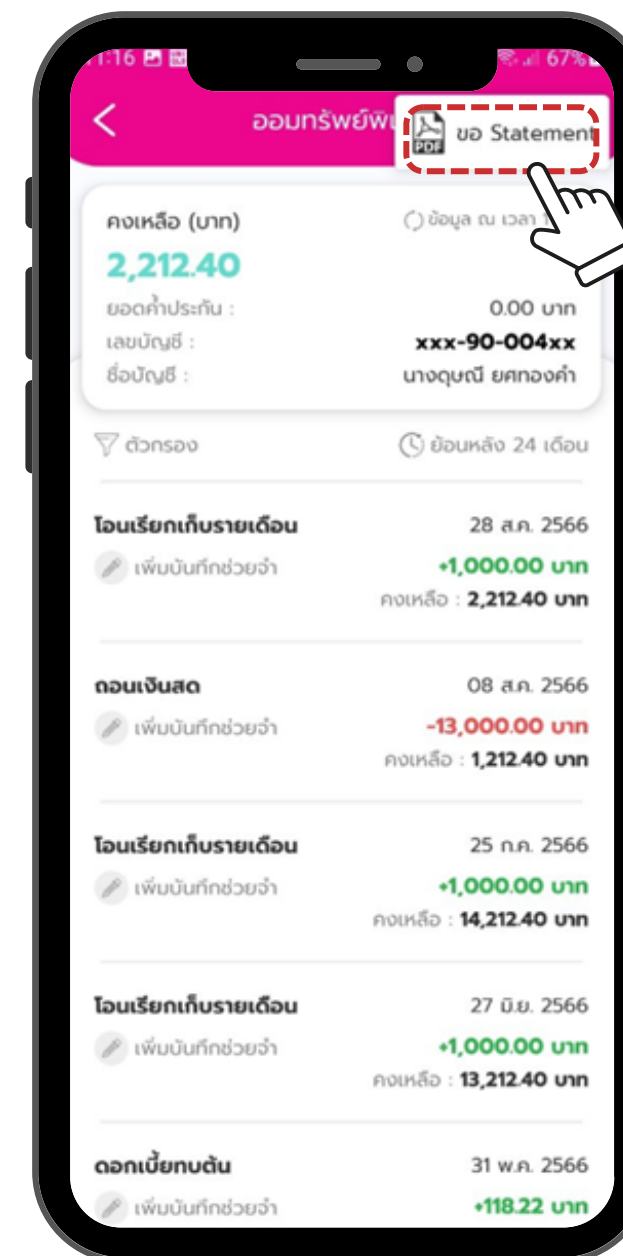 11:16 67%
ออมทรัพย์พิเ
PDF ขอ Statement
คงเหลือ (บาท) ข้อมูล ณ เวลา 1
2,212.40
ยอดค้ำประกัน : 0.00 บาท
เลขบัญชี : xxx-90-004xx
ชื่อบัญชี : นางดุษณี ยศทองคำ
ตัวกรอง ย้อนหลัง 24 เดือน
โอนเรียกเก็บรายเดือน 28 ส.ค. 2566
เพิ่มบันทึกช่วยจำ +1,000.00 บาท
คงเหลือ : 2,212.40 บาท
ถอนเงินสด 08 ส.ค. 2566
เพิ่มบันทึกช่วยจำ -13,000.00 บาท
คงเหลือ : 1,212.40 บาท
โอนเรียกเก็บรายเดือน 25 ก.ค. 2566
เพิ่มบันทึกช่วยจำ +1,000.00 บาท
คงเหลือ : 14,212.40 บาท
โอนเรียกเก็บรายเดือน 27 มิ.ย. 2566
เพิ่มบันทึกช่วยจำ +1,000.00 บาท
คงเหลือ : 13,212.40 บาท
ดอกเบี้ยทบต้น 31 พ.ค. 2566
เพิ่มบันทึกช่วยจำ +118.22 บาท